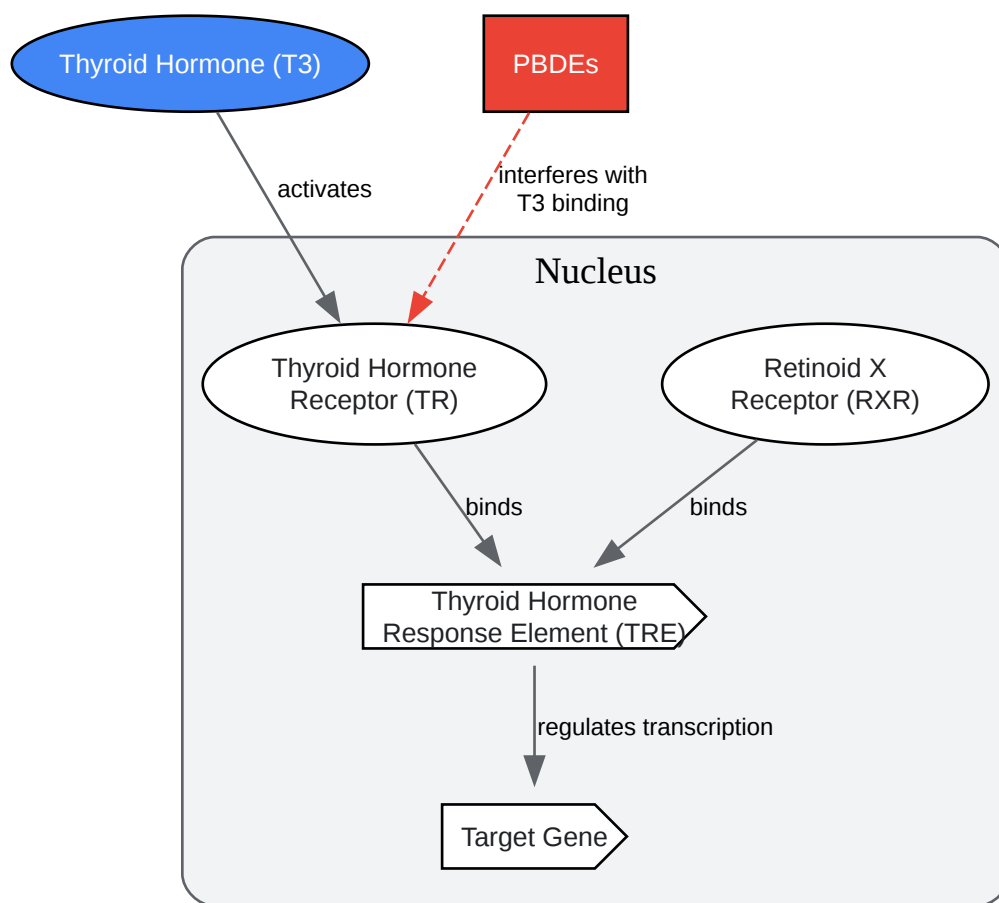 Thyroid Hormone (T3)
PBDEs
activates
interferes with
T3 binding
Nucleus
Thyroid Hormone
Receptor (TR)
Retinoid X
Receptor (RXR)
binds
binds
Thyroid Hormone
Response Element (TRE)
regulates transcription
Target Gene